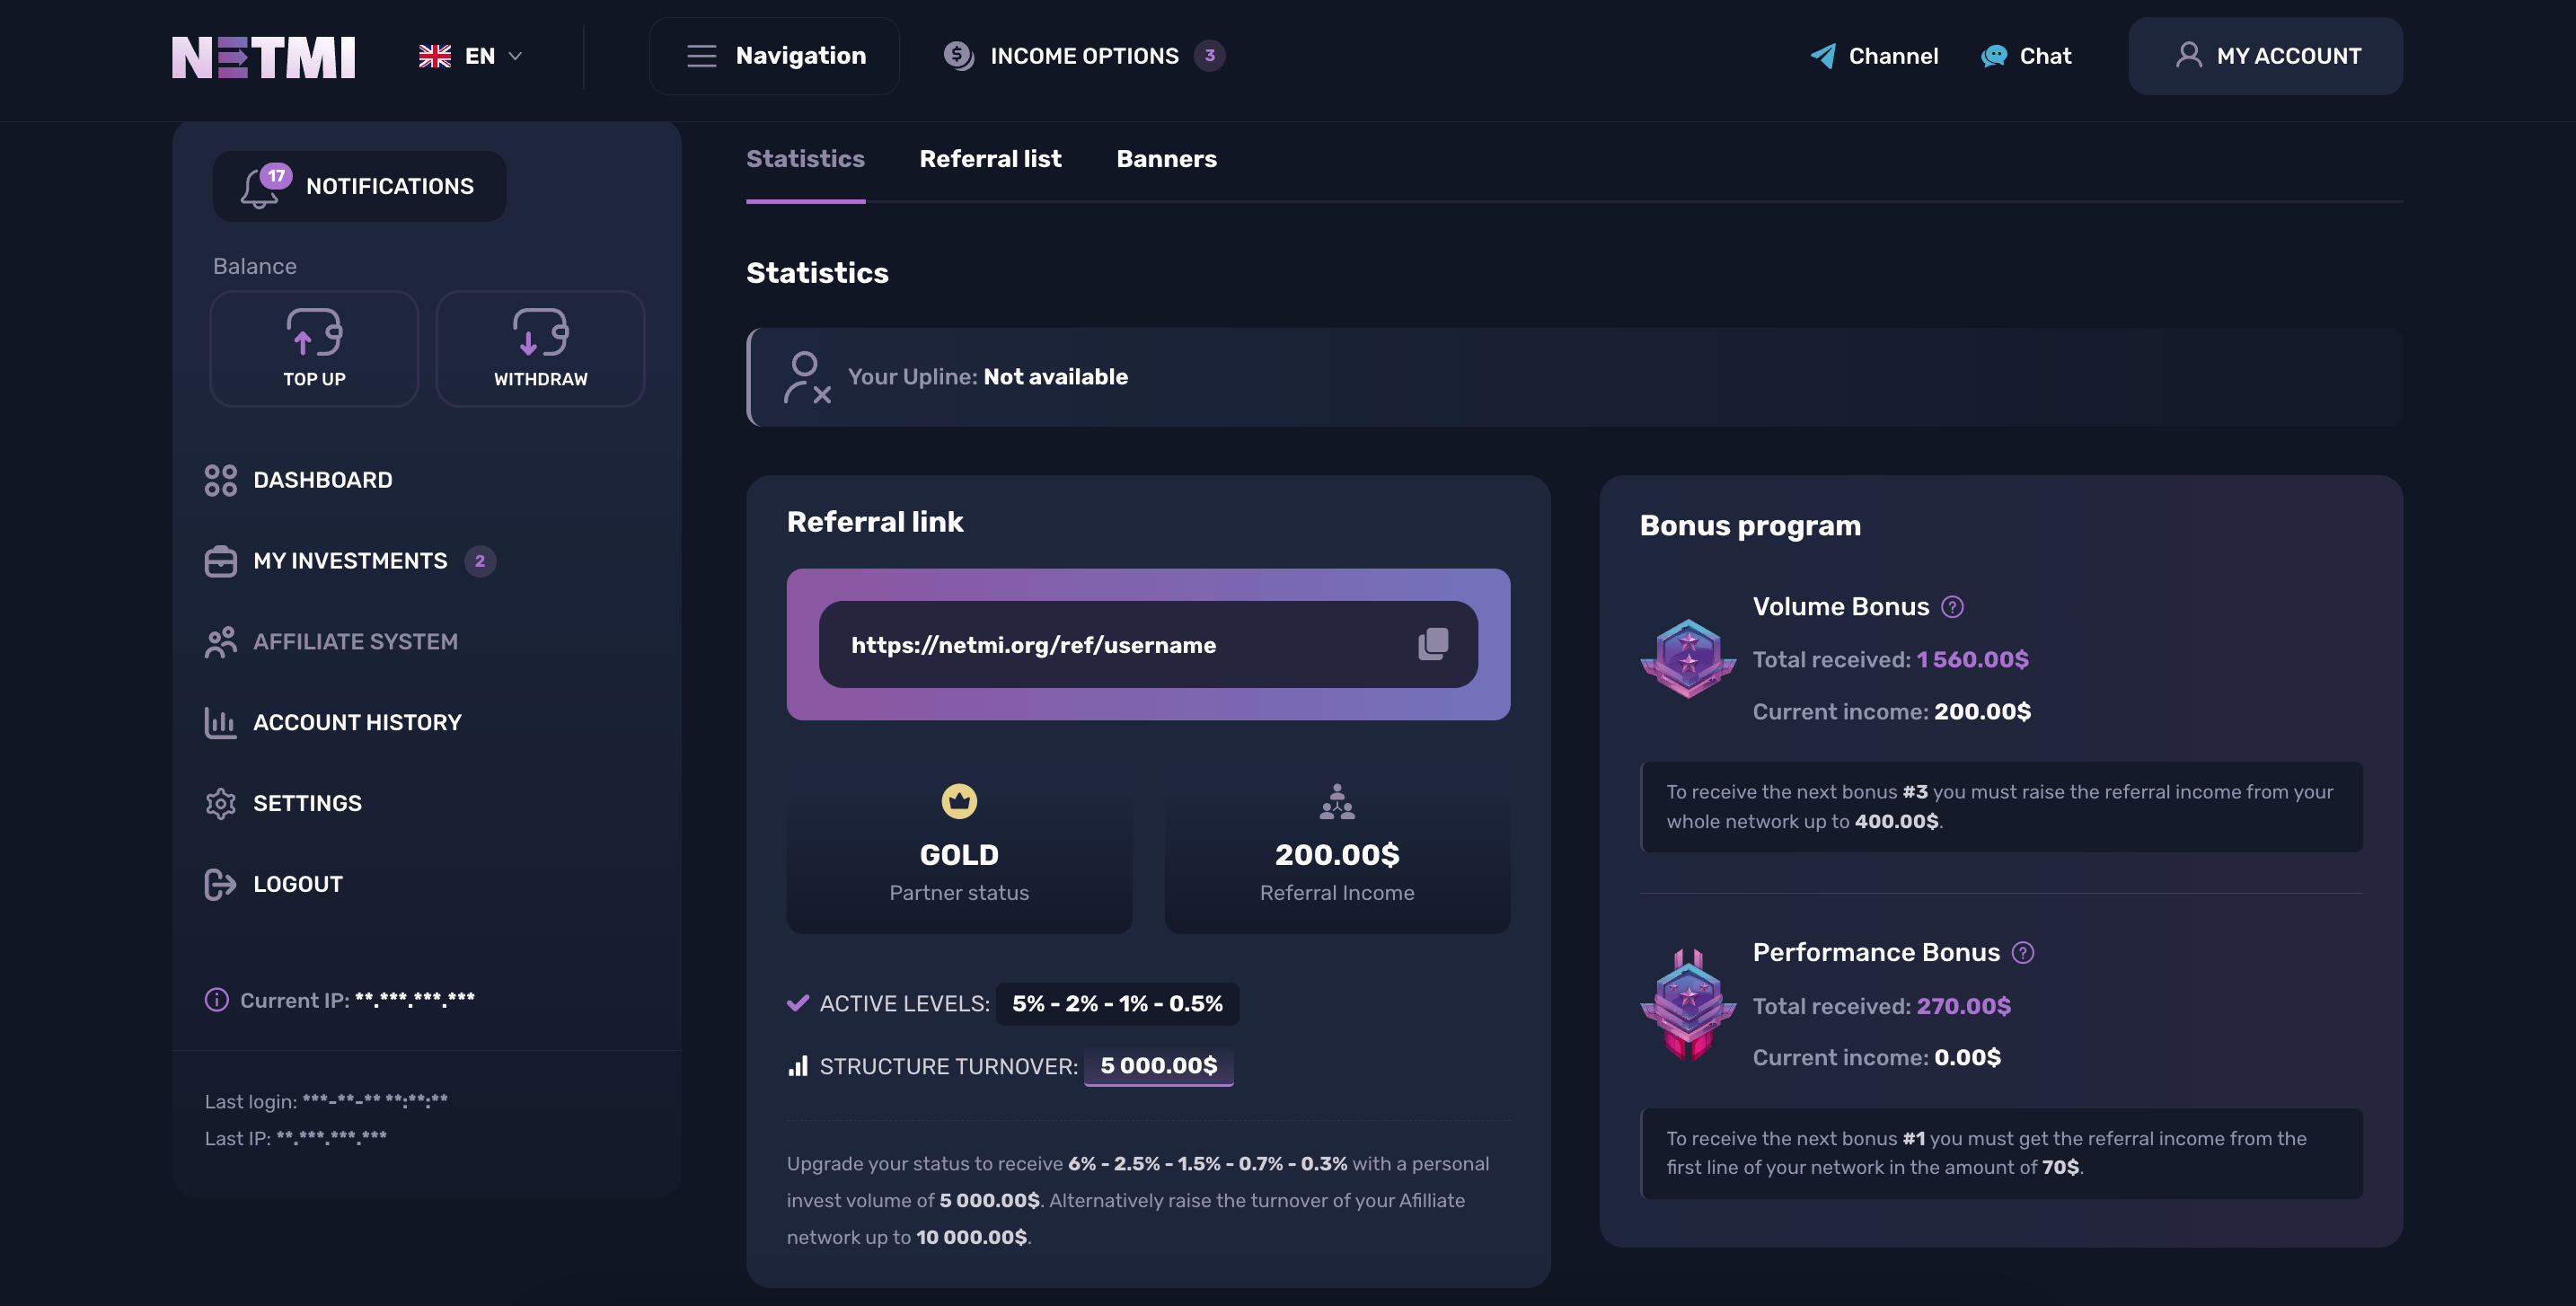 NETMI
EN
Navigation
INCOME OPTIONS 3
Channel
Chat
MY ACCOUNT
17 NOTIFICATIONS
Balance
TOP UP
WITHDRAW
DASHBOARD
MY INVESTMENTS 2
AFFILIATE SYSTEM
ACCOUNT HISTORY
SETTINGS
LOGOUT
Current IP: **.***.***.***
Last login: ***-**-** **:**:**
Last IP: **.***.***.***
Statistics
Referral list
Banners
Statistics
Your Upline: Not available
Referral link
https://netmi.org/ref/username
GOLD
Partner status
200.00$
Referral Income
ACTIVE LEVELS: 5% - 2% - 1% - 0.5%
STRUCTURE TURNOVER: 5 000.00$
Upgrade your status to receive 6% - 2.5% - 1.5% - 0.7% - 0.3% with a personal
invest volume of 5 000.00$. Alternatively raise the turnover of your Afilliate
network up to 10 000.00$.
Bonus program
Volume Bonus ?
Total received: 1 560.00$
Current income: 200.00$
To receive the next bonus #3 you must raise the referral income from your
whole network up to 400.00$.
Performance Bonus ?
Total received: 270.00$
Current income: 0.00$
To receive the next bonus #1 you must get the referral income from the
first line of your network in the amount of 70$.